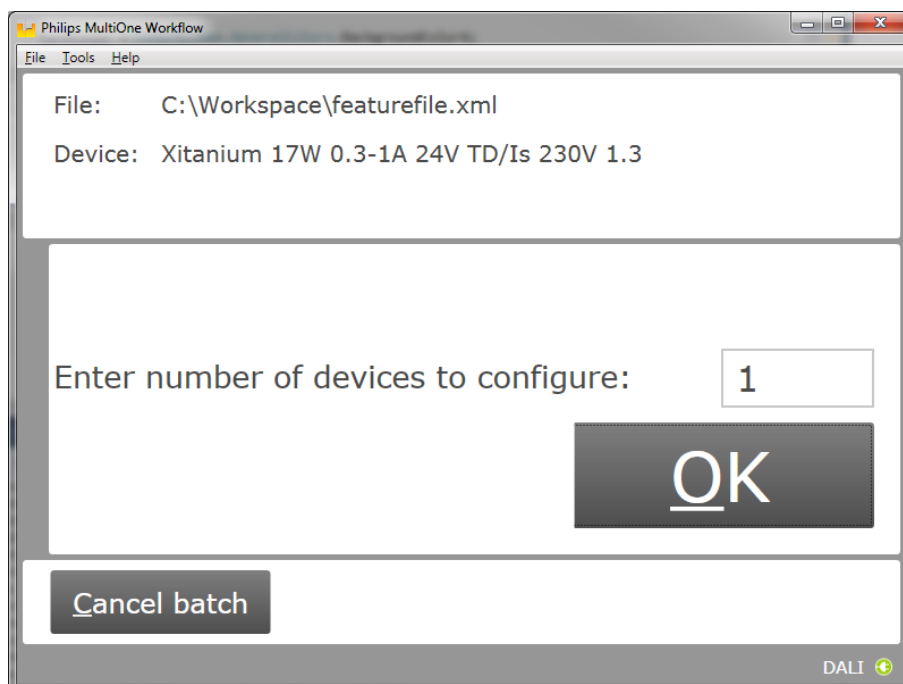 Philips MultiOne Workflow
File Tools Help
File: C:\Workspace\featurefile.xml
Device: Xitanium 17W 0.3-1A 24V TD/Is 230V 1.3
Enter number of devices to configure: 1
OK
Cancel batch
DALI